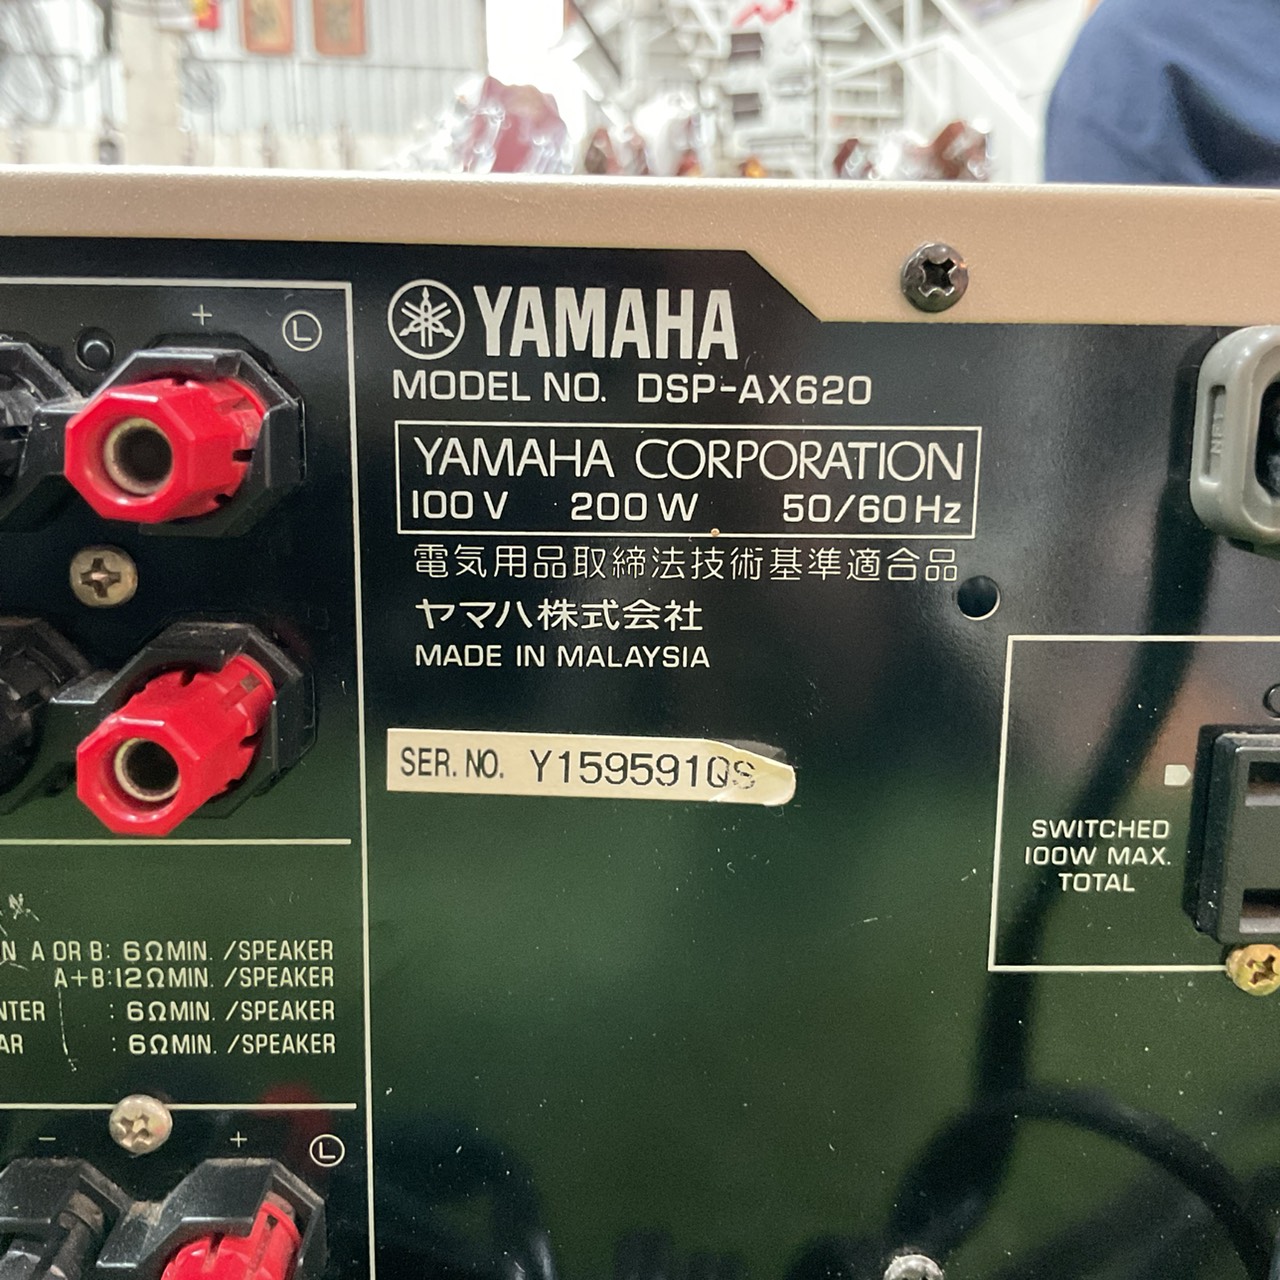 + L
YAMAHA
MODEL NO. DSP-AX620
YAMAHA CORPORATION
100 V 200 W 50/60 Hz
電気用品取締法技術基準適合品
ヤマハ株式会社
MADE IN MALAYSIA
SER. NO. Y159591QS
SWITCHED
100W MAX.
TOTAL
A OR B: 6ΩMIN. /SPEAKER
A+B:12ΩMIN. /SPEAKER
: 6ΩMIN. /SPEAKER
: 6ΩMIN. /SPEAKER
− + L